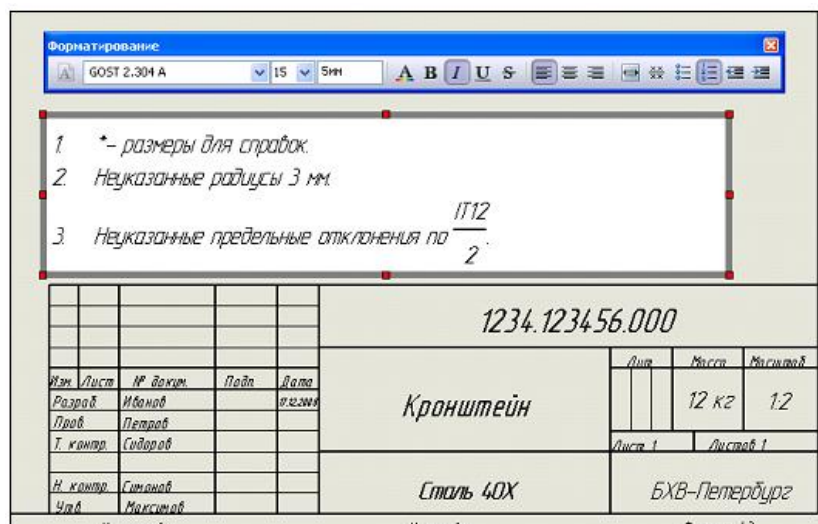 Форматирование
GOST 2.304 A 15 5мм A B I U S
1. *– размеры для справок.
2. Неуказанные радиусы 3 мм.
3. Неуказанные предельные отклонения по IT12
2 .
1234.123456.000
Лит. Масса Масштаб
Изм. Лист № докум. Подп. Дата
Разраб. Иванов
Кронштейн 12 кг 1:2
Пров. Петров
Т. контр. Сидоров Лист 1 Листов 1
Н. контр. Симонов
Сталь 40Х БХВ–Петербург
Утв. Максимов